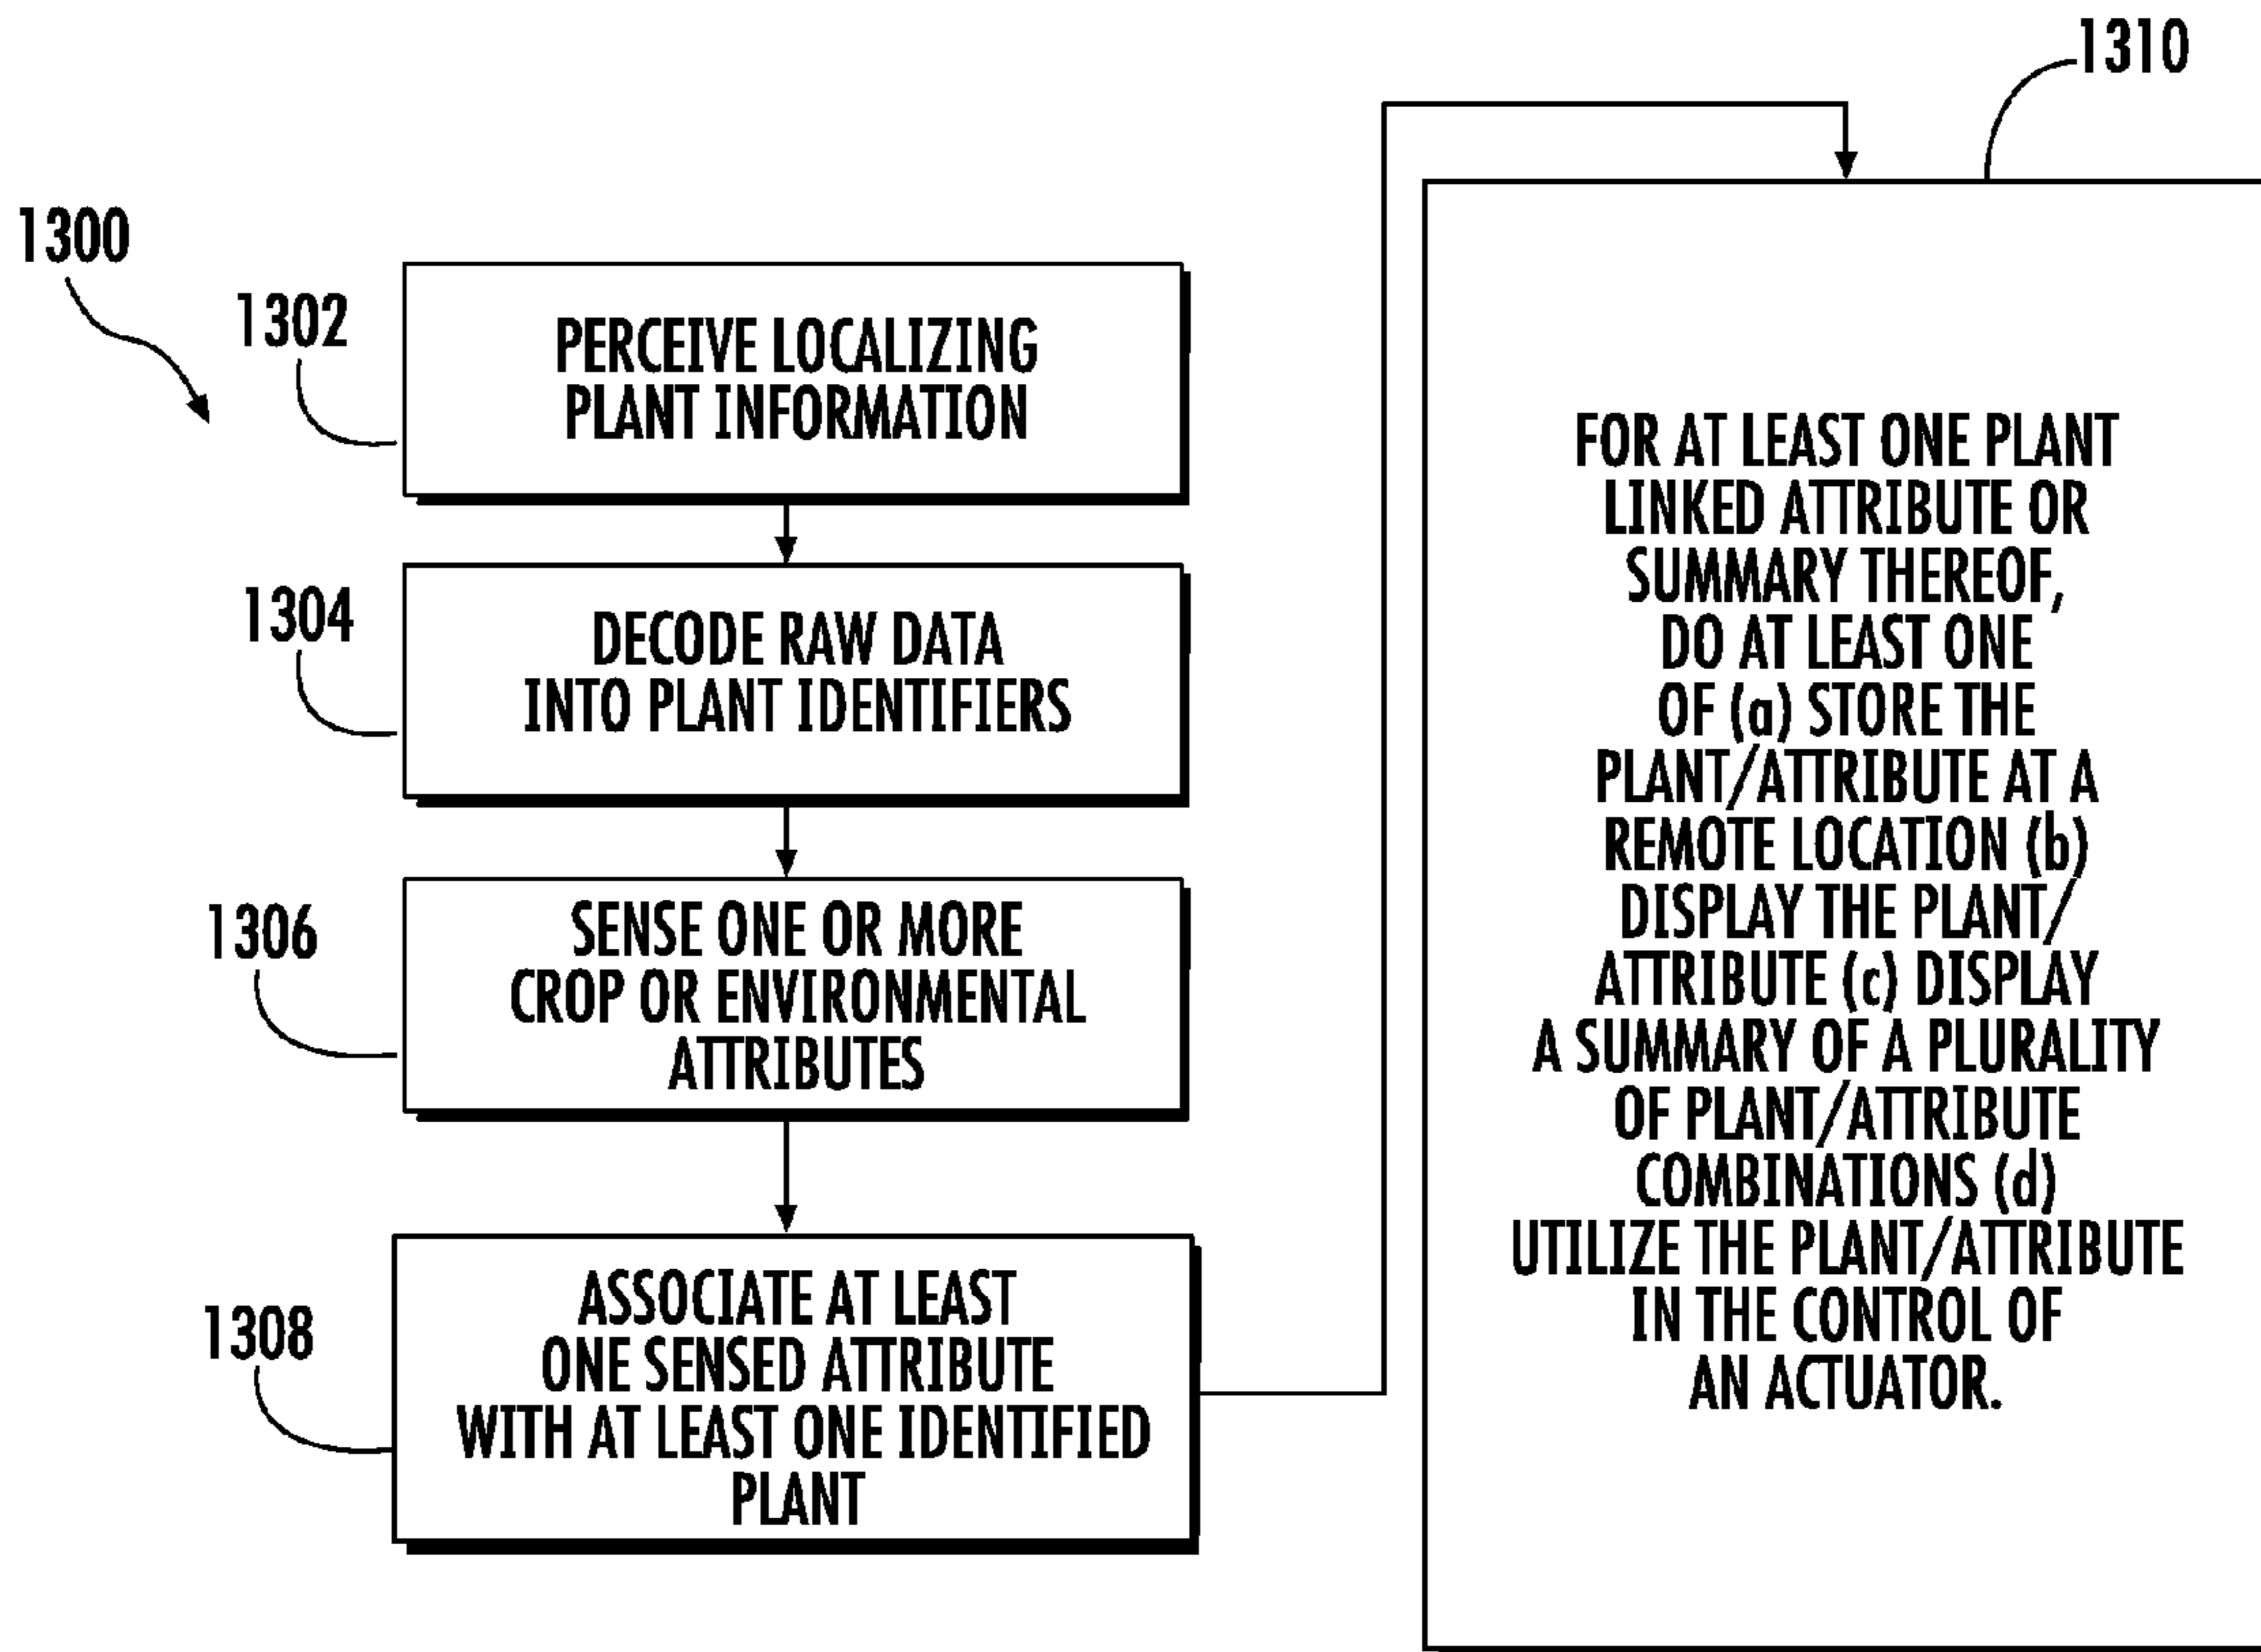 1300
1302
PERCEIVE LOCALIZING
PLANT INFORMATION
1304
DECODE RAW DATA
INTO PLANT IDENTIFIERS
1306
SENSE ONE OR MORE
CROP OR ENVIRONMENTAL
ATTRIBUTES
1308
ASSOCIATE AT LEAST
ONE SENSED ATTRIBUTE
WITH AT LEAST ONE IDENTIFIED
PLANT
1310
FOR AT LEAST ONE PLANT
LINKED ATTRIBUTE OR
SUMMARY THEREOF,
DO AT LEAST ONE
OF (a) STORE THE
PLANT/ATTRIBUTE AT A
REMOTE LOCATION (b)
DISPLAY THE PLANT/
ATTRIBUTE (c) DISPLAY
A SUMMARY OF A PLURALITY
OF PLANT/ATTRIBUTE
COMBINATIONS (d)
UTILIZE THE PLANT/ATTRIBUTE
IN THE CONTROL OF
AN ACTUATOR.